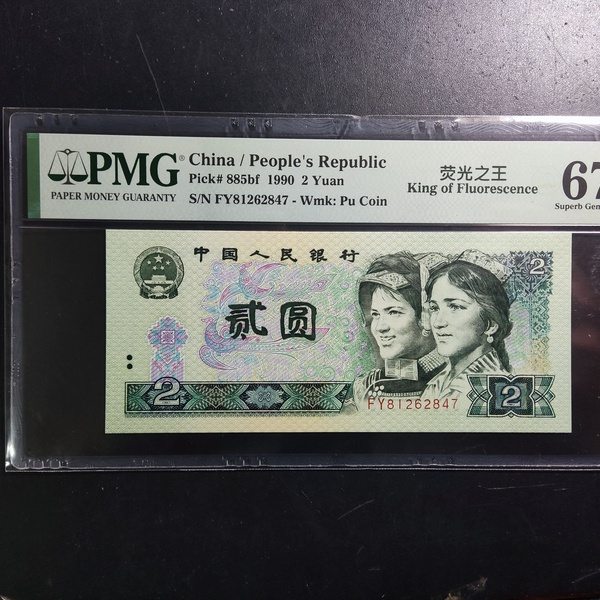 PMG
PAPER MONEY GUARANTY
China / People's Republic
Pick# 885bf 1990 2 Yuan
S/N FY81262847 - Wmk: Pu Coin
荧光之王
King of Fluorescence
67
Superb Gem
中国人民银行
贰圆
2
2
2
FY81262847